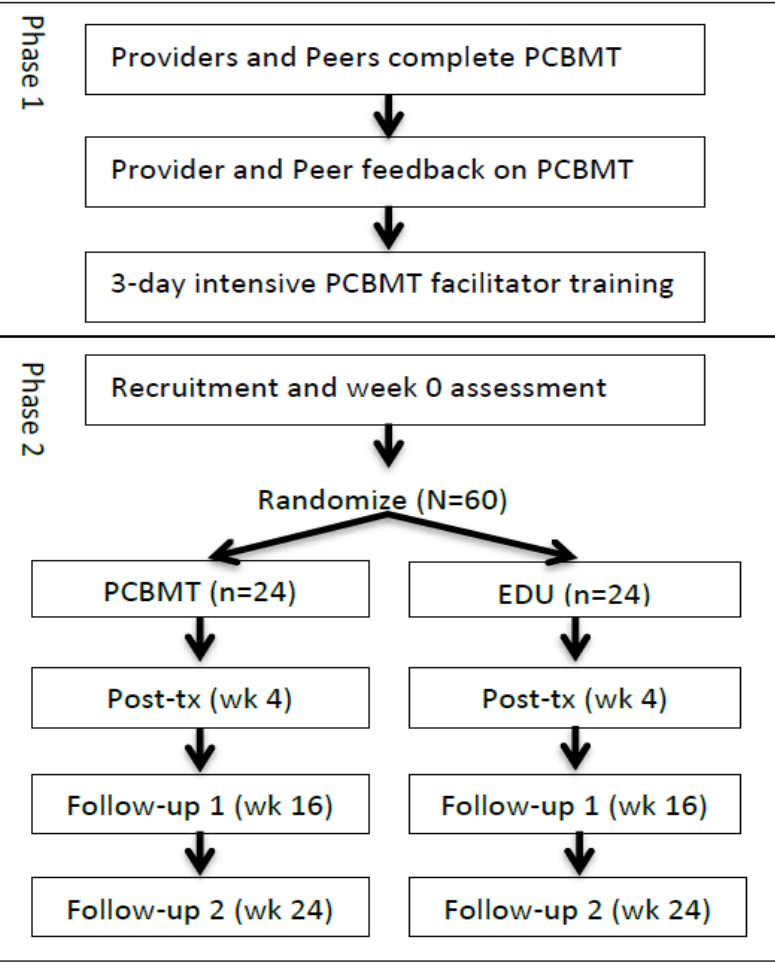 Phase 1
Providers and Peers complete PCBMT
Provider and Peer feedback on PCBMT
3-day intensive PCBMT facilitator training
Phase 2
Recruitment and week 0 assessment
Randomize (N=60)
PCBMT (n=24)
EDU (n=24)
Post-tx (wk 4)
Post-tx (wk 4)
Follow-up 1 (wk 16)
Follow-up 1 (wk 16)
Follow-up 2 (wk 24)
Follow-up 2 (wk 24)